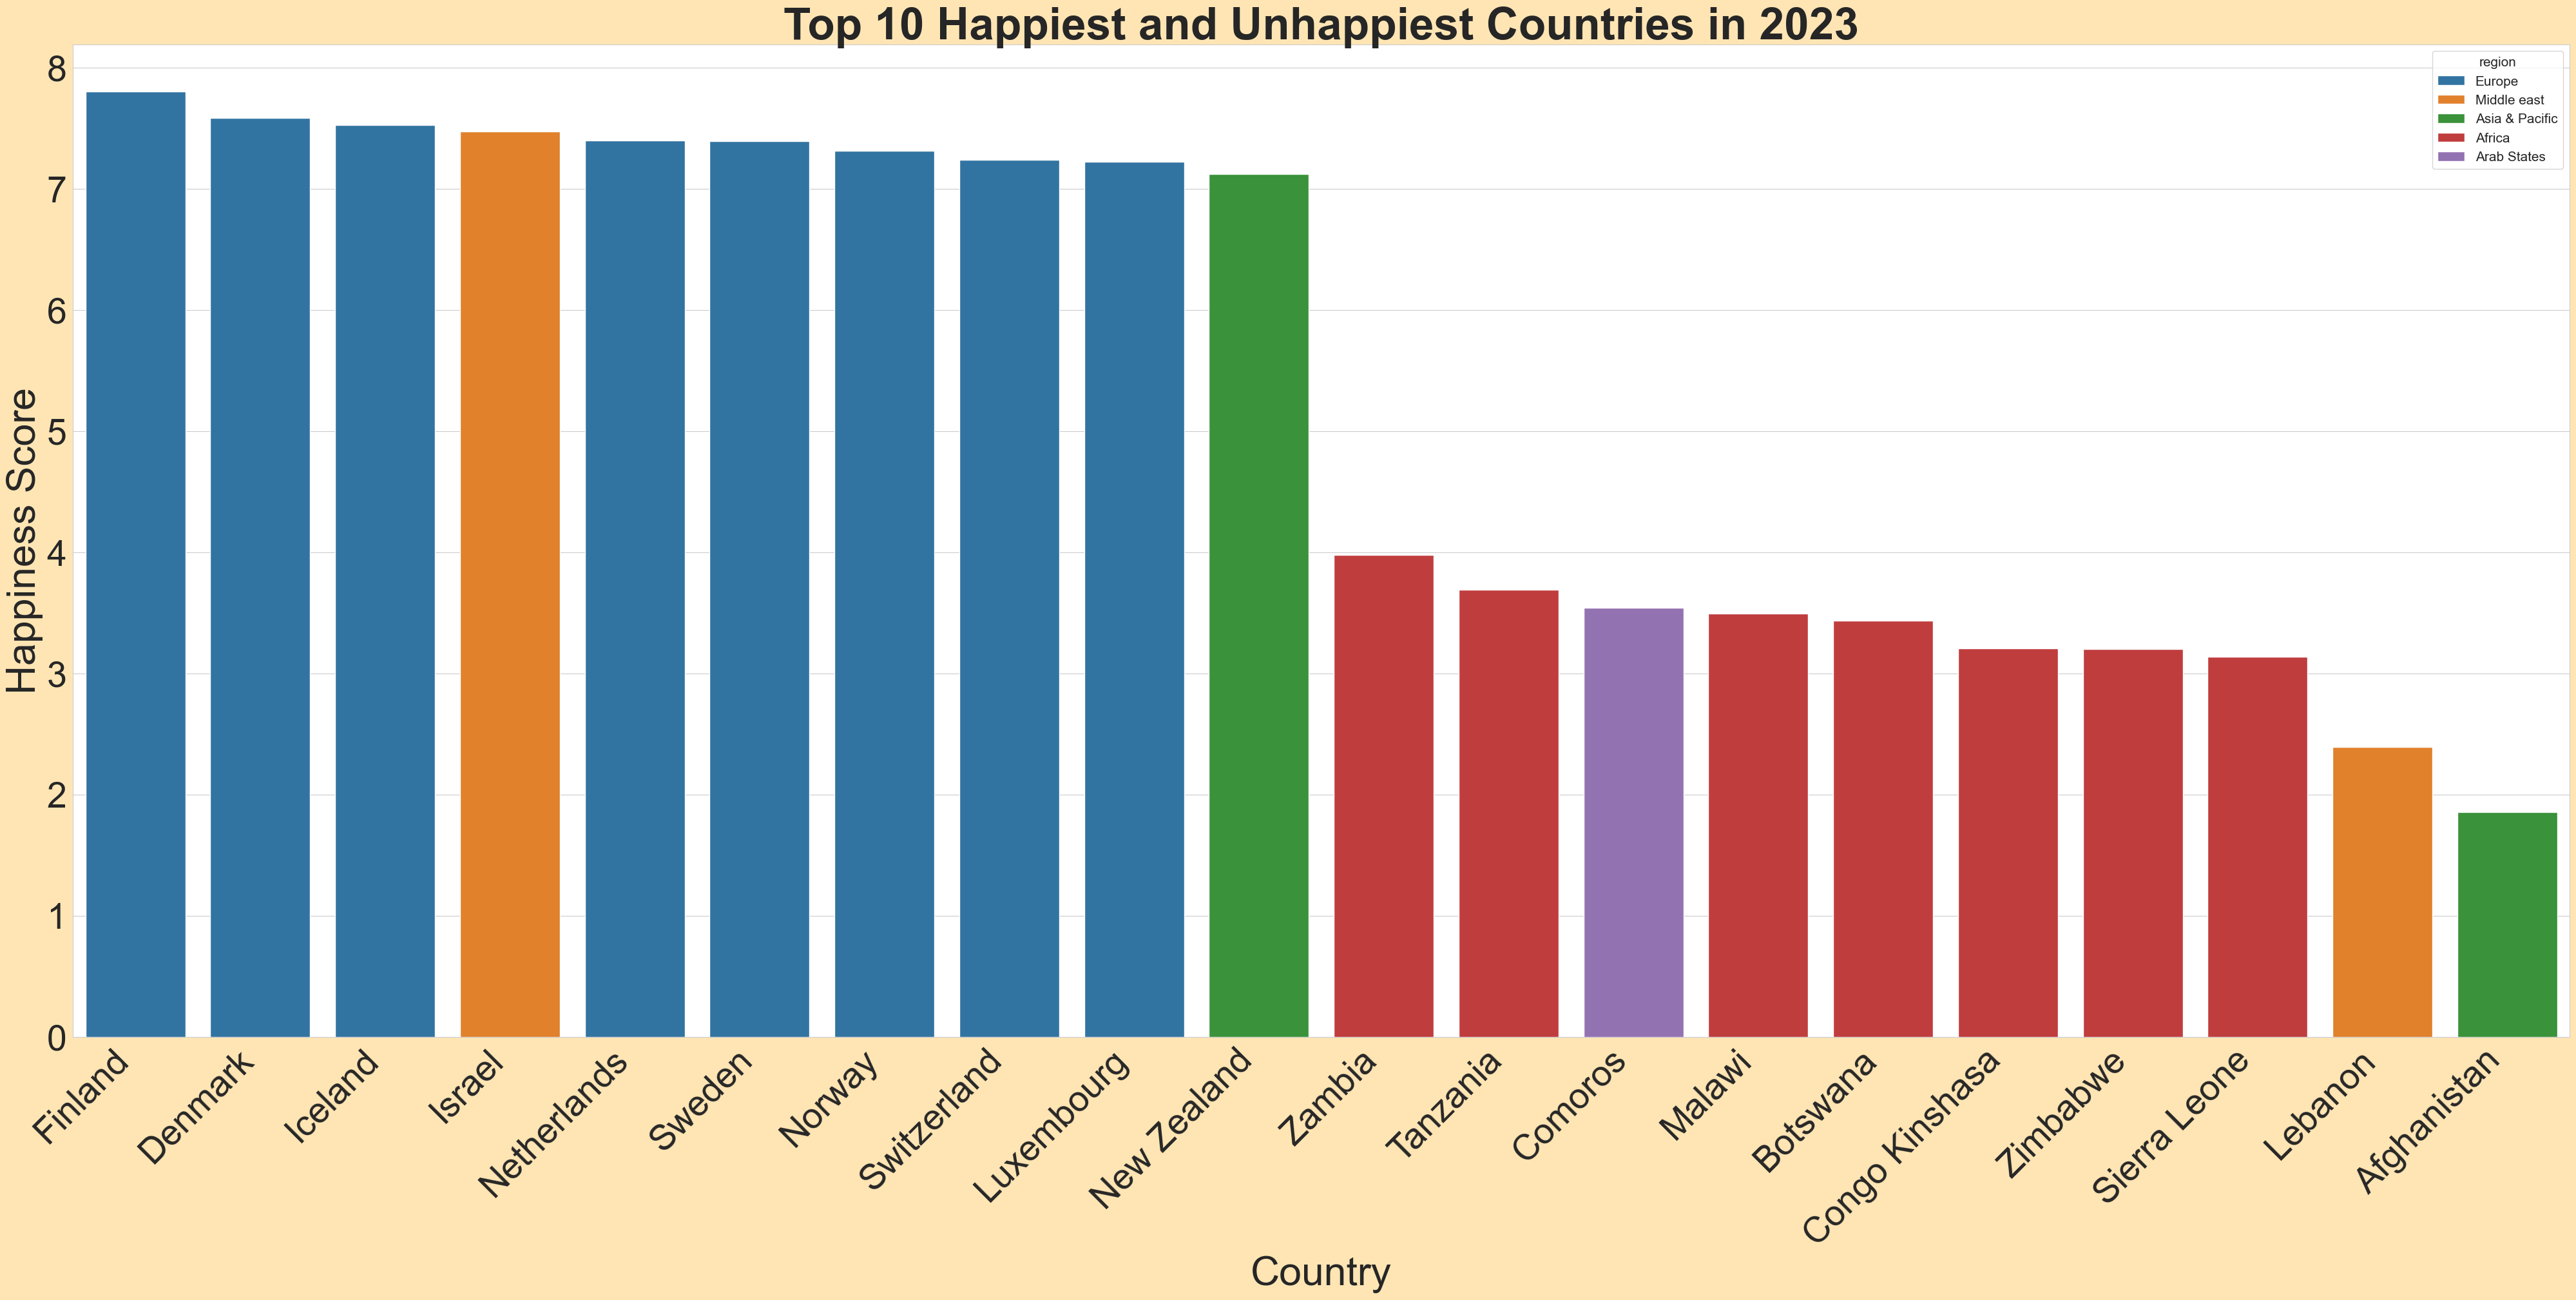 Top 10 Happiest and Unhappiest Countries in 2023
8
7
6
5
4
3
2
1
0
Happiness Score
region
Europe
Middle east
Asia & Pacific
Africa
Arab States
Finland
Denmark
Iceland
Israel
Netherlands
Sweden
Norway
Switzerland
Luxembourg
New Zealand
Zambia
Tanzania
Comoros
Malawi
Botswana
Congo Kinshasa
Zimbabwe
Sierra Leone
Lebanon
Afghanistan
Country